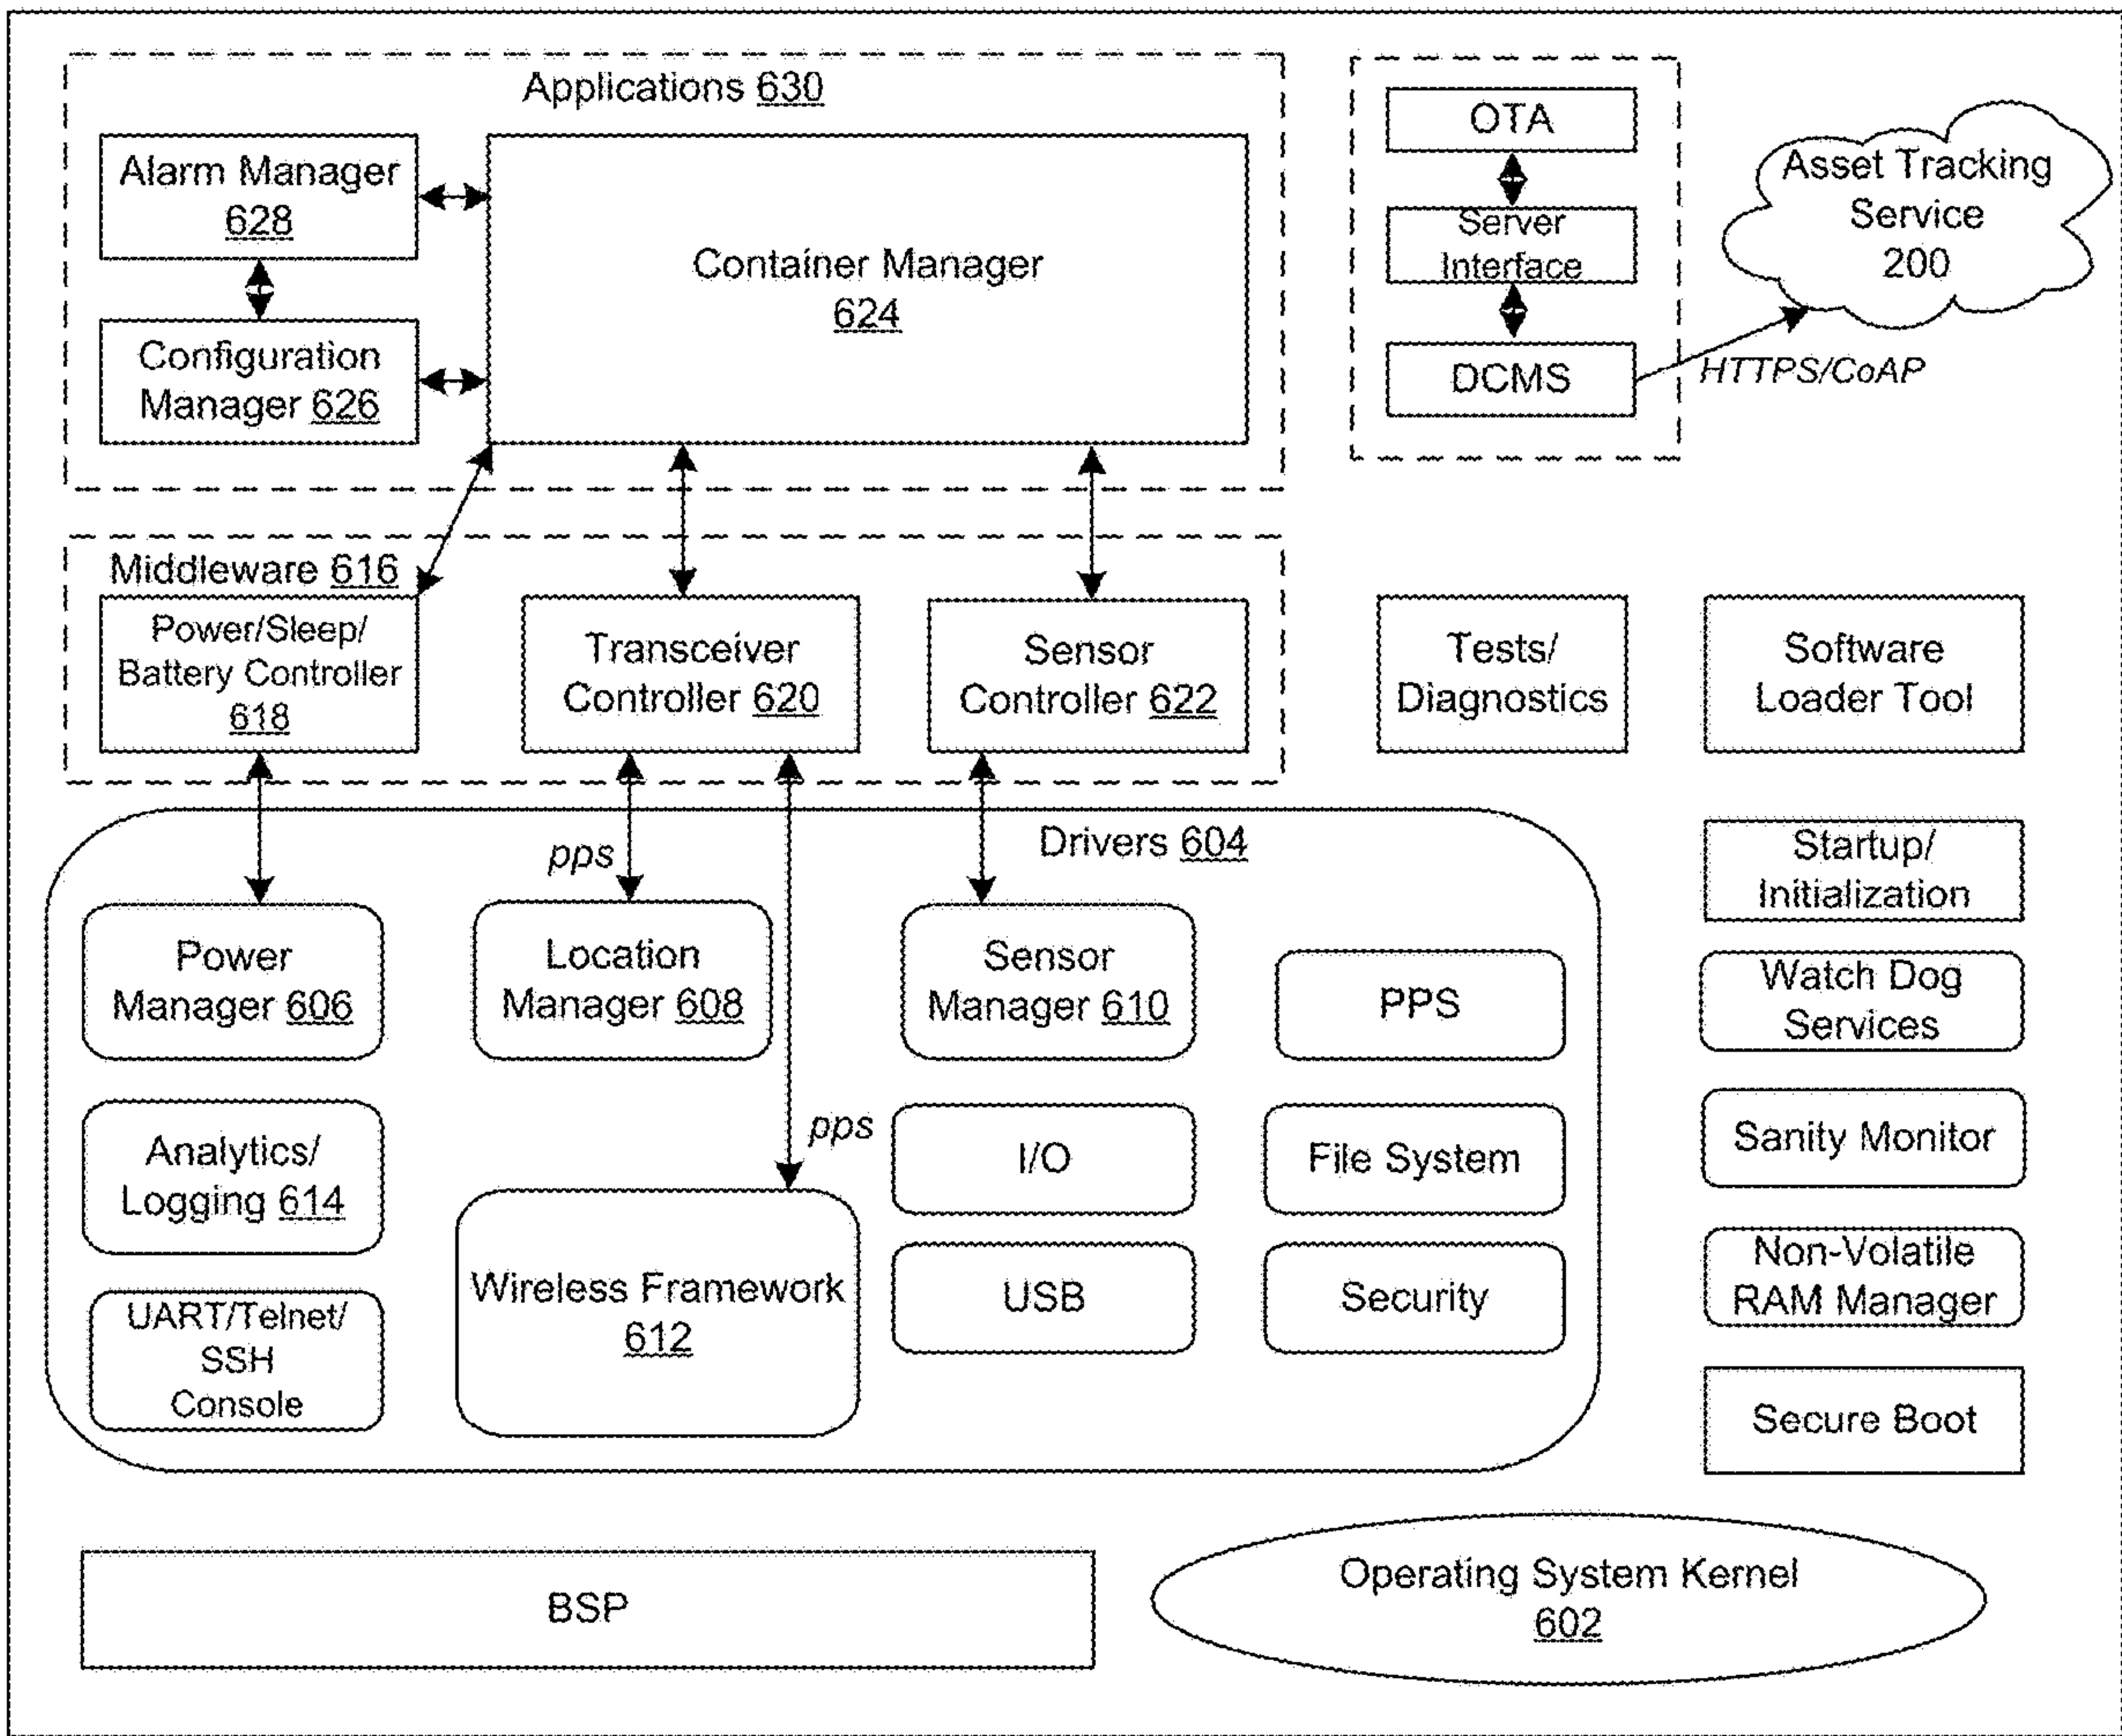 Applications 630
Alarm Manager
628
Configuration
Manager 626
Container Manager
624
OTA
Server
Interface
DCMS
HTTPS/CoAP
Asset Tracking
Service
200
Middleware 616
Power/Sleep/
Battery Controller
618
Transceiver
Controller 620
Sensor
Controller 622
Tests/
Diagnostics
Software
Loader Tool
Drivers 604
pps
Power
Manager 606
Location
Manager 608
Sensor
Manager 610
PPS
Analytics/
Logging 614
pps
I/O
File System
UART/Telnet/
SSH
Console
Wireless Framework
612
USB
Security
Startup/
Initialization
Watch Dog
Services
Sanity Monitor
Non-Volatile
RAM Manager
Secure Boot
BSP
Operating System Kernel
602